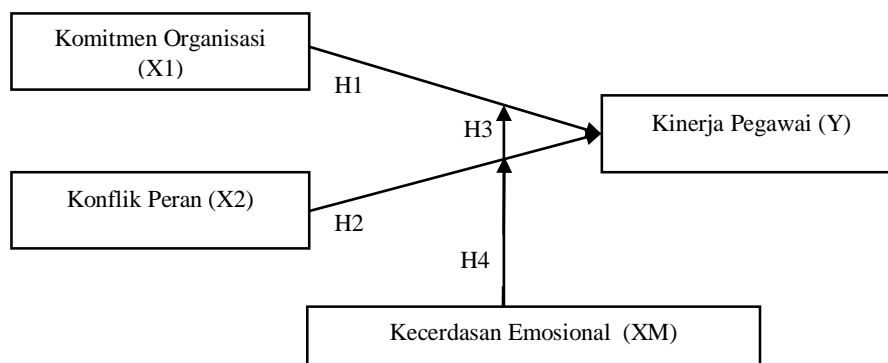 Komitmen Organisasi
(X1)
H1
Kinerja Pegawai (Y)
H3
Konflik Peran (X2)
H2
H4
Kecerdasan Emosional (XM)